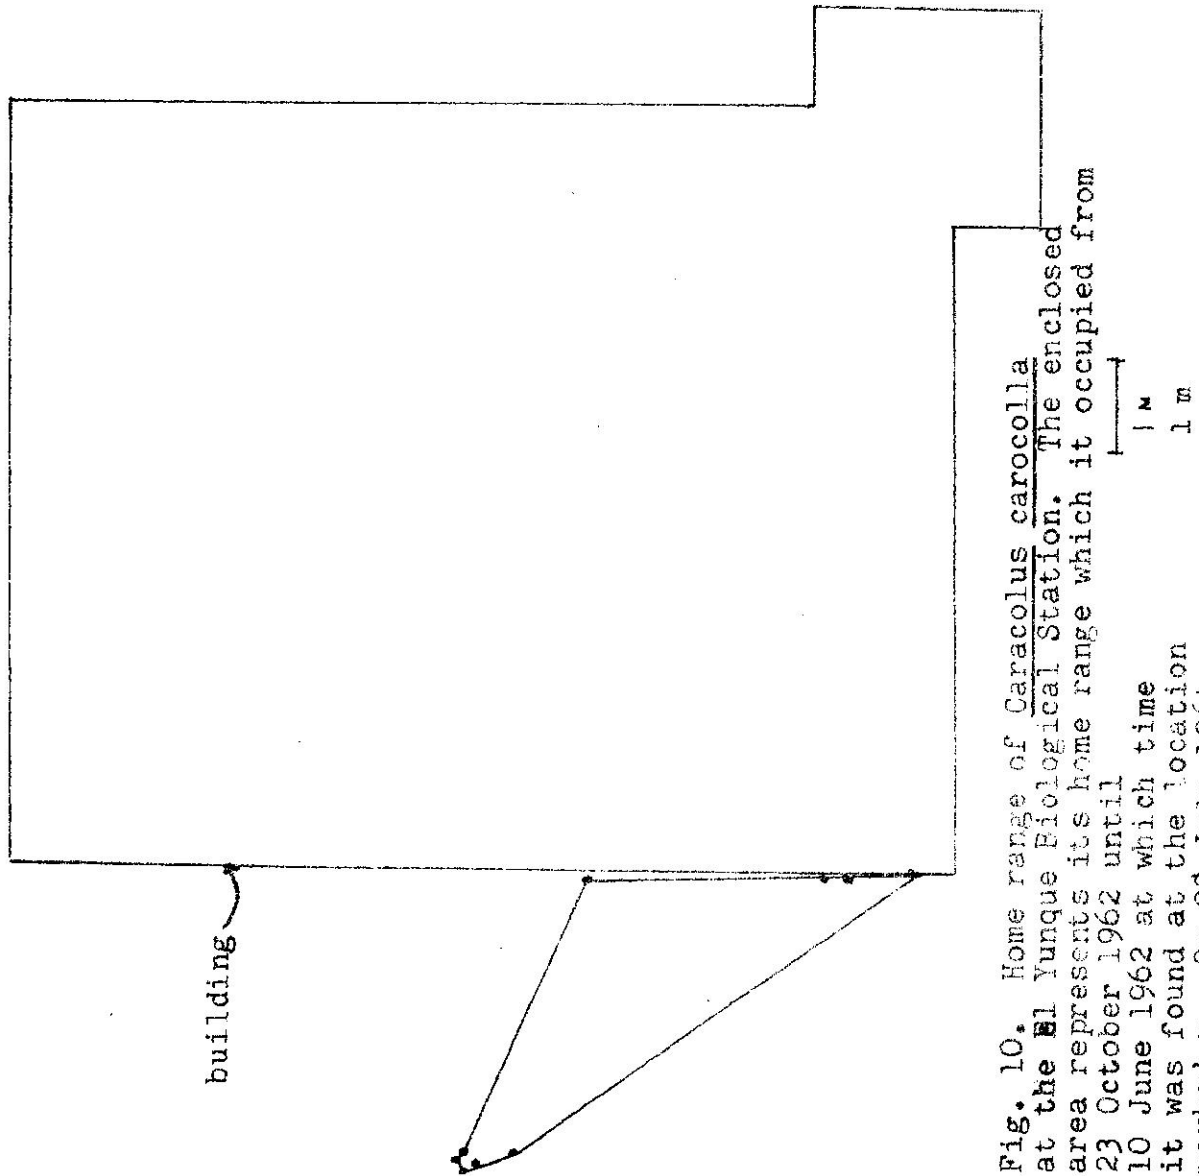 building
Fig. 10. Home range of Caracolus carocolla
at the El Yunque Biological Station. The enclosed
area represents its home range which it occupied from
23 October 1962 until
10 June 1962 at which time
it was found at the location
1 M
1 m